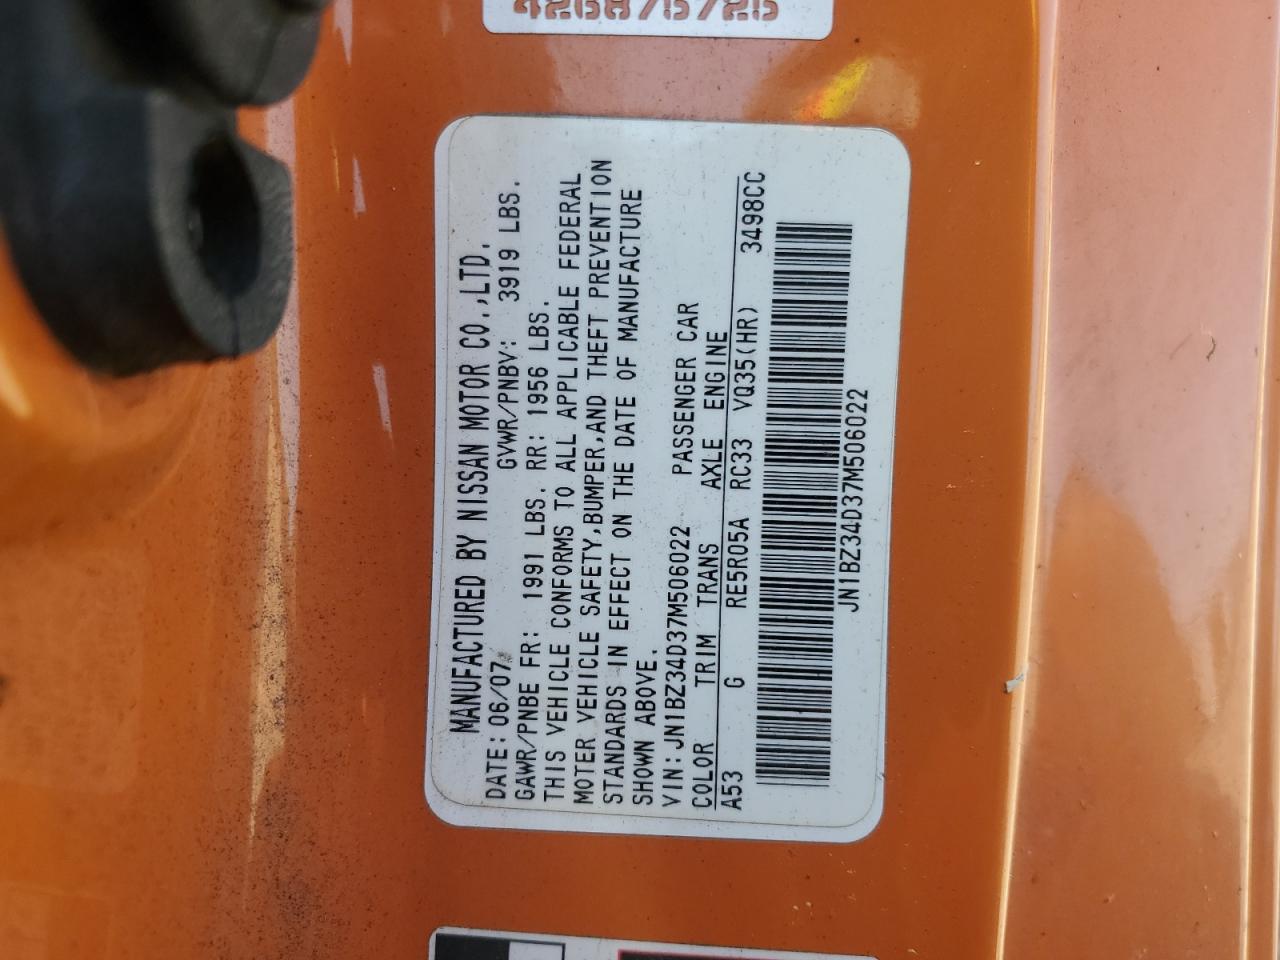 426875725
MANUFACTURED BY NISSAN MOTOR CO.,LTD.
DATE: 06/07 GVWR/PNBV: 3919 LBS.
GAWR/PNBE FR: 1991 LBS. RR: 1956 LBS.
THIS VEHICLE CONFORMS TO ALL APPLICABLE FEDERAL
MOTER VEHICLE SAFETY,BUMPER,AND THEFT PREVENTION
STANDARDS IN EFFECT ON THE DATE OF MANUFACTURE
SHOWN ABOVE.
VIN: JN1BZ34D37M506022 PASSENGER CAR
COLOR TRIM TRANS AXLE ENGINE
A53 G RE5R05A RC33 VQ35(HR) 3498CC
JN1BZ34D37M506022